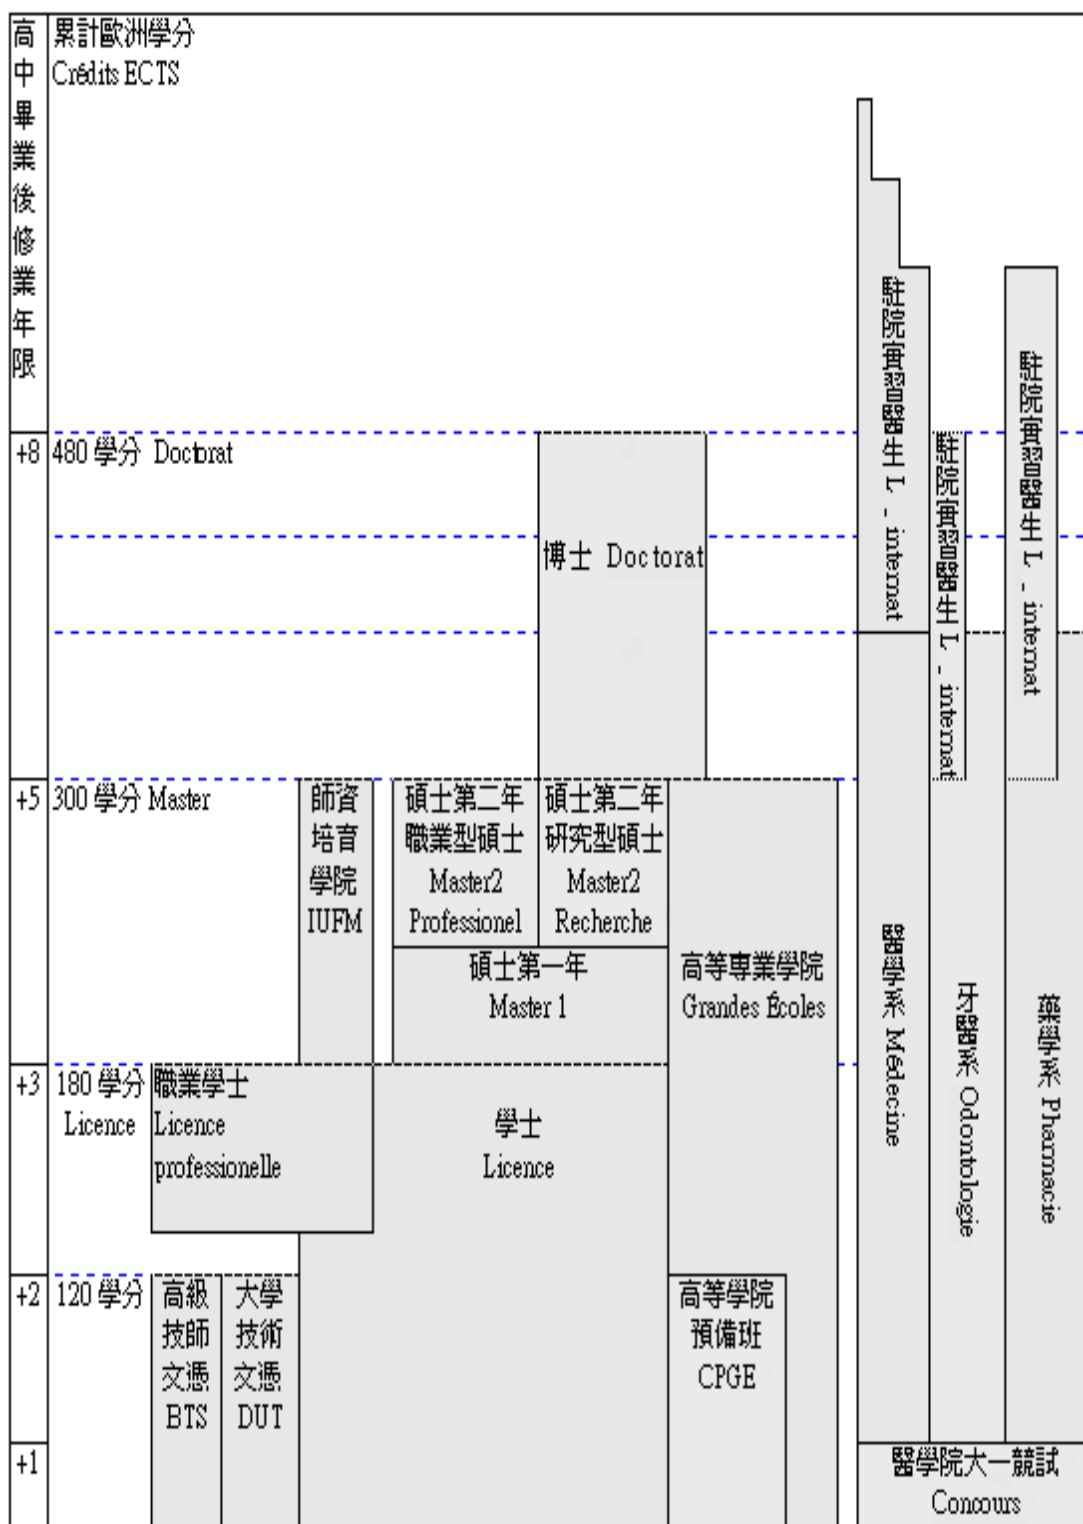 高中畢業後修業年限
累計歐洲學分
Crédits ECTS
+8
480 學分 Doctorat
博士 Doctorat
駐院實習醫生 L _ internat
駐院實習醫生 L _ internat
駐院實習醫生 L _ internat
+5
300 學分 Master
師資
培育
學院
IUFM
碩士第二年
職業型碩士
Master2
Professionel
碩士第二年
研究型碩士
Master2
Recherche
碩士第一年
Master 1
高等專業學院
Grandes Écoles
醫學系 Médecine
牙醫系 Odontologie
藥學系 Pharmacie
+3
180 學分
Licence
職業學士
Licence
professionelle
學士
Licence
+2
120 學分
高級
技師
文憑
BTS
大學
技術
文憑
DUT
高等學院
預備班
CPGE
+1
醫學院大一競試
Concours